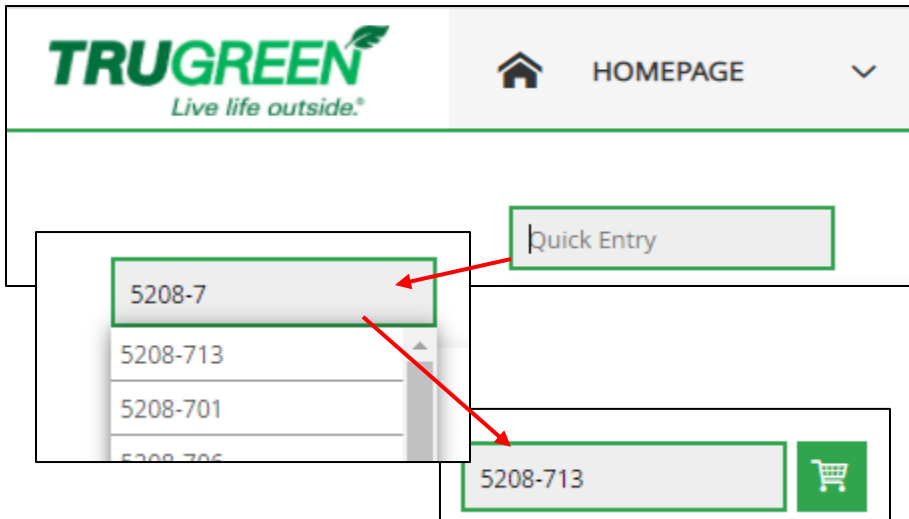 TRUGREEN
Live life outside.®
HOMEPAGE
Quick Entry
5208-7
5208-713
5208-701
5208-713